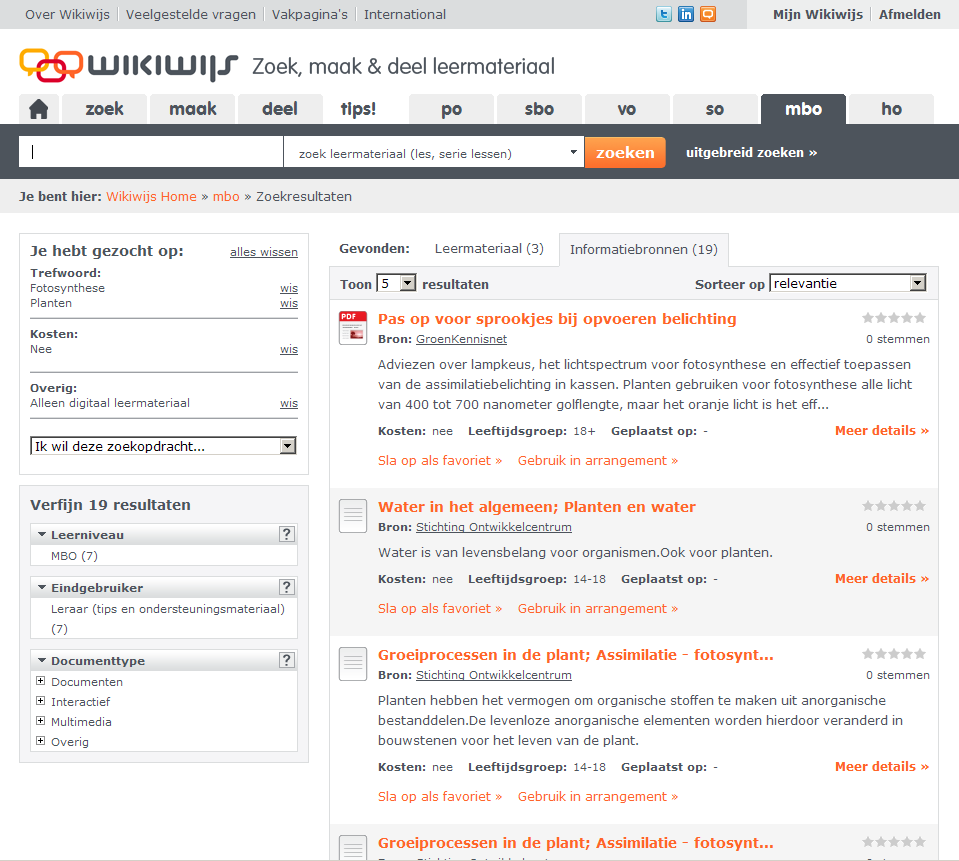 Over Wikiwijs Veelgestelde vragen Vakpagina's International Mijn Wikiwijs Afmelden
wikiwijs Zoek, maak & deel leermateriaal
zoek maak deel tips! po sbo vo so mbo ho
zoek leermateriaal (les, serie lessen) zoeken uitgebreid zoeken »
Je bent hier: Wikiwijs Home » mbo » Zoekresultaten
Je hebt gezocht op: alles wissen
Trefwoord:
Fotosynthese wis
Planten wis
Kosten:
Nee wis
Overig:
Alleen digitaal leermateriaal wis
Ik wil deze zoekopdracht...
Verfijn 19 resultaten
Leerniveau ?
MBO (7)
Eindgebruiker ?
Leraar (tips en ondersteuningsmateriaal)
(7)
Documenttype ?
Documenten
Interactief
Multimedia
Overig
Gevonden: Leermateriaal (3) Informatiebronnen (19)
Toon 5 resultaten Sorteer op relevantie
PDF Pas op voor sprookjes bij opvoeren belichting
Bron: GroenKennisnet 0 stemmen
Adviezen over lampkeus, het lichtspectrum voor fotosynthese en effectief toepassen
van de assimilatiebelichting in kassen. Planten gebruiken voor fotosynthese alle licht
van 400 tot 700 nanometer golflengte, maar het oranje licht is het eff...
Kosten: nee Leeftijdsgroep: 18+ Geplaatst op: - Meer details »
Sla op als favoriet » Gebruik in arrangement »
Water in het algemeen; Planten en water
Bron: Stichting Ontwikkelcentrum 0 stemmen
Water is van levensbelang voor organismen.Ook voor planten.
Kosten: nee Leeftijdsgroep: 14-18 Geplaatst op: - Meer details »
Sla op als favoriet » Gebruik in arrangement »
Groeiprocessen in de plant; Assimilatie - fotosynt...
Bron: Stichting Ontwikkelcentrum 0 stemmen
Planten hebben het vermogen om organische stoffen te maken uit anorganische
bestanddelen.De levenloze anorganische elementen worden hierdoor veranderd in
bouwstenen voor het leven van de plant.
Kosten: nee Leeftijdsgroep: 14-18 Geplaatst op: - Meer details »
Sla op als favoriet » Gebruik in arrangement »
Groeiprocessen in de plant; Assimilatie - fotosynt...